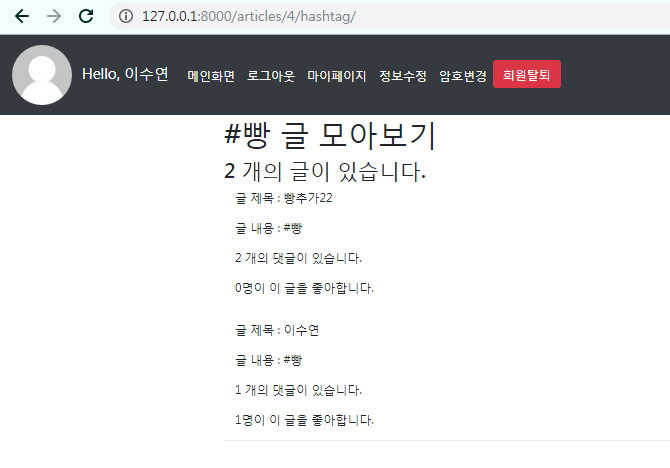 127.0.0.1:8000/articles/4/hashtag/
Hello, 이수연 메인화면 로그아웃 마이페이지 정보수정 암호변경 회원탈퇴
#빵 글 모아보기
2 개의 글이 있습니다.
글 제목 : 빵추가22
글 내용 : #빵
2 개의 댓글이 있습니다.
0명이 이 글을 좋아합니다.
글 제목 : 이수연
글 내용 : #빵
1 개의 댓글이 있습니다.
1명이 이 글을 좋아합니다.